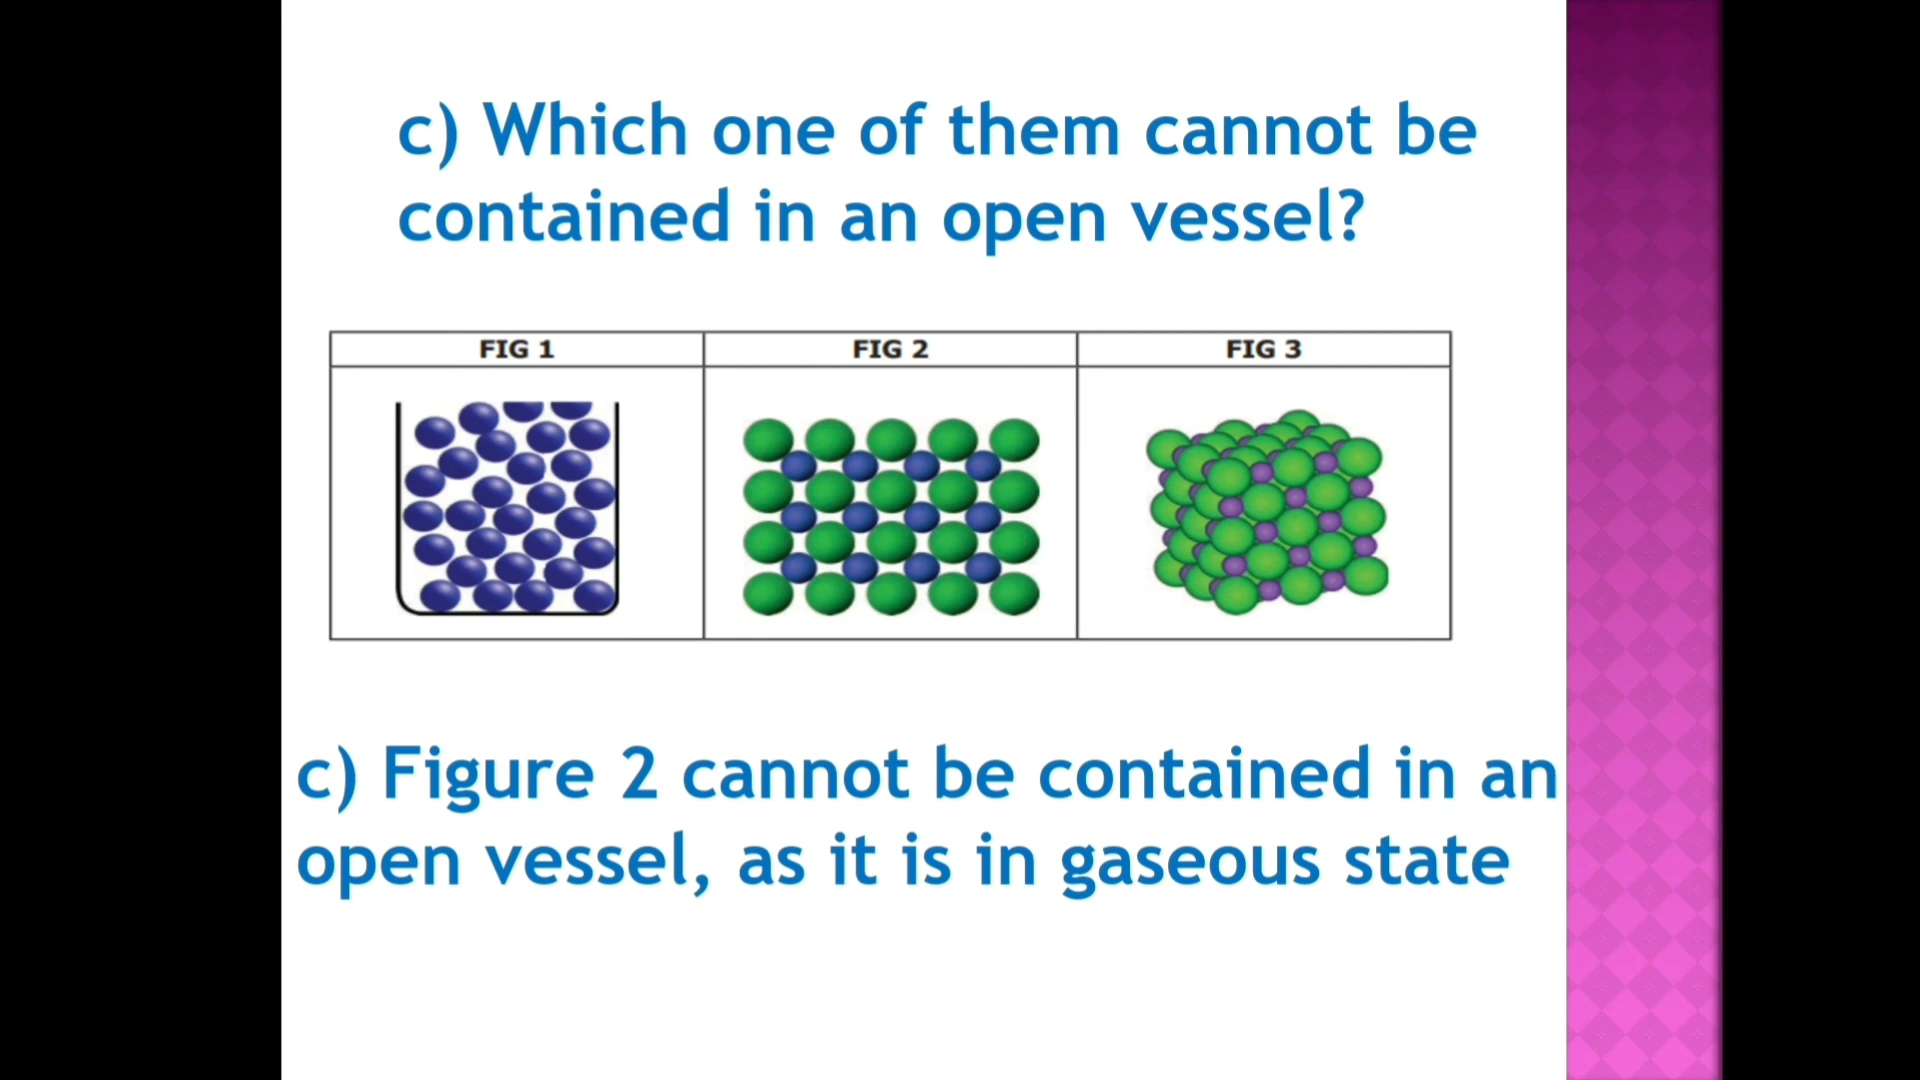 c) Which one of them cannot be
contained in an open vessel?
FIG 1
FIG 2
FIG 3
c) Figure 2 cannot be contained in an
open vessel, as it is in gaseous state